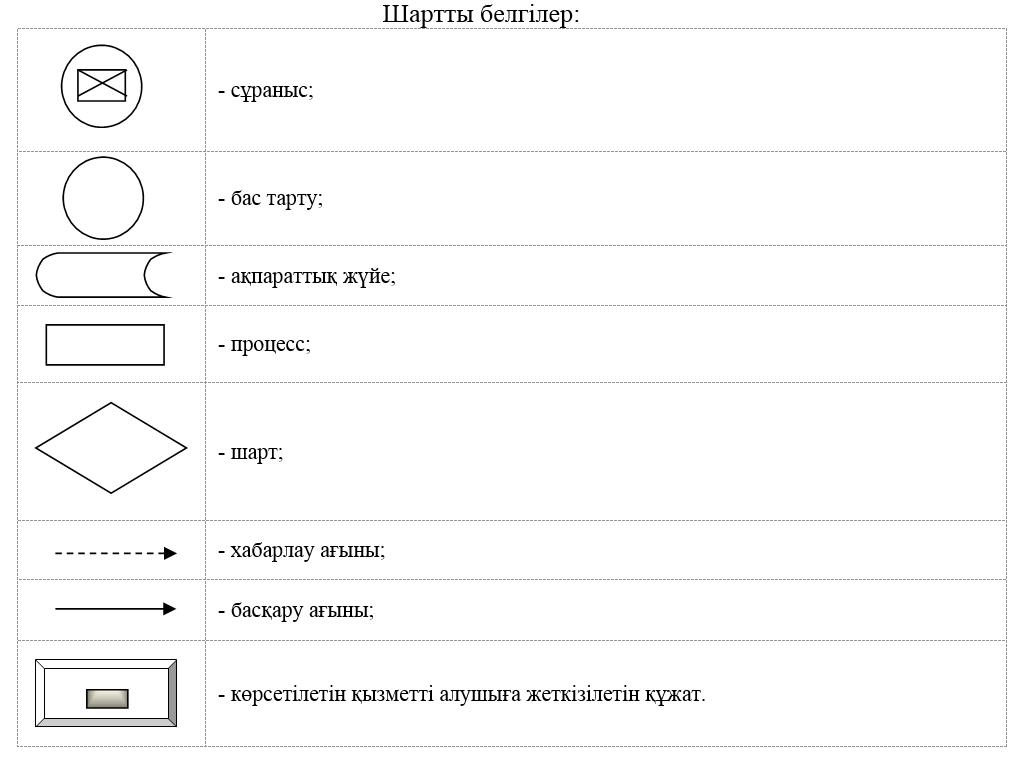 Шартты белгілер:
- сұраныс;
- бас тарту;
- ақпараттық жүйе;
- процесс;
- шарт;
- хабарлау ағыны;
- басқару ағыны;
- көрсетілетін қызметті алушыға жеткізілетін құжат.